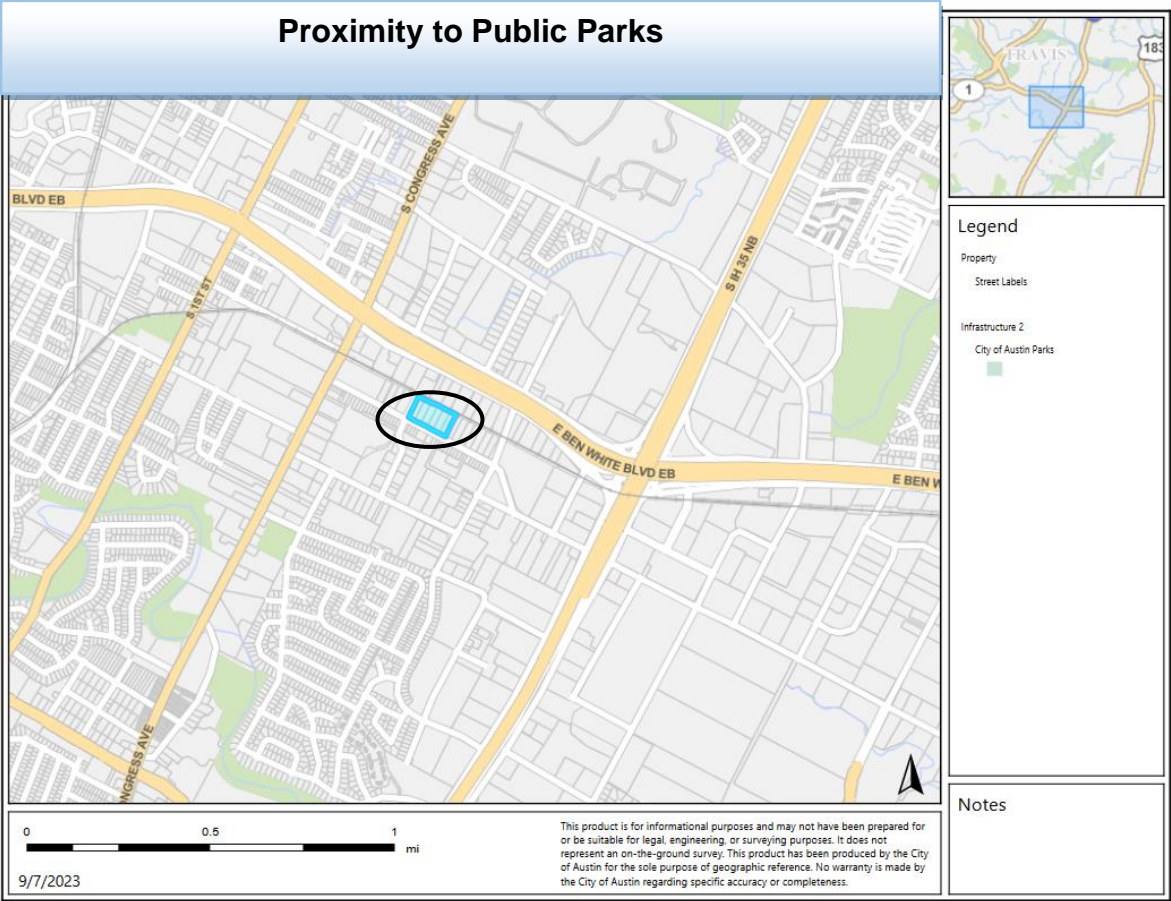 Proximity to Public Parks
TRAVIS
183
1
BLVD EB
S CONGRESS AVE
S 1ST ST
S IH 35 NB
E BEN WHITE BLVD EB
E BEN W
NGRESS AVE
Legend
Property
Street Labels
Infrastructure 2
City of Austin Parks
Notes
0 0.5 1
mi
9/7/2023
This product is for informational purposes and may not have been prepared for
or be suitable for legal, engineering, or surveying purposes. It does not
represent an on-the-ground survey. This product has been produced by the City
of Austin for the sole purpose of geographic reference. No warranty is made by
the City of Austin regarding specific accuracy or completeness.